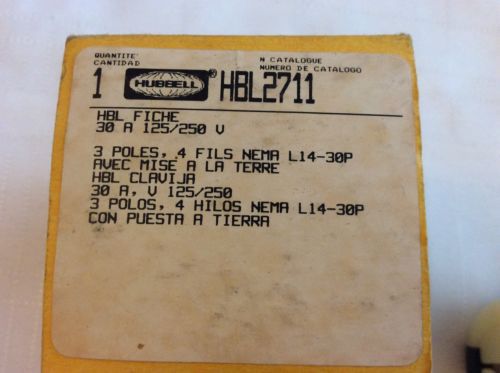 QUANTITE' N CATALOGUE
CANTIDAD NUMERO DE CATALOGO
1 HUBBELL® HBL2711
HBL FICHE
30 A 125/250 V
3 POLES, 4 FILS NEMA L14-30P
AVEC MISE A LA TERRE
HBL CLAVIJA
30 A, V 125/250
3 POLOS, 4 HILOS NEMA L14-30P
CON PUESTA A TIERRA